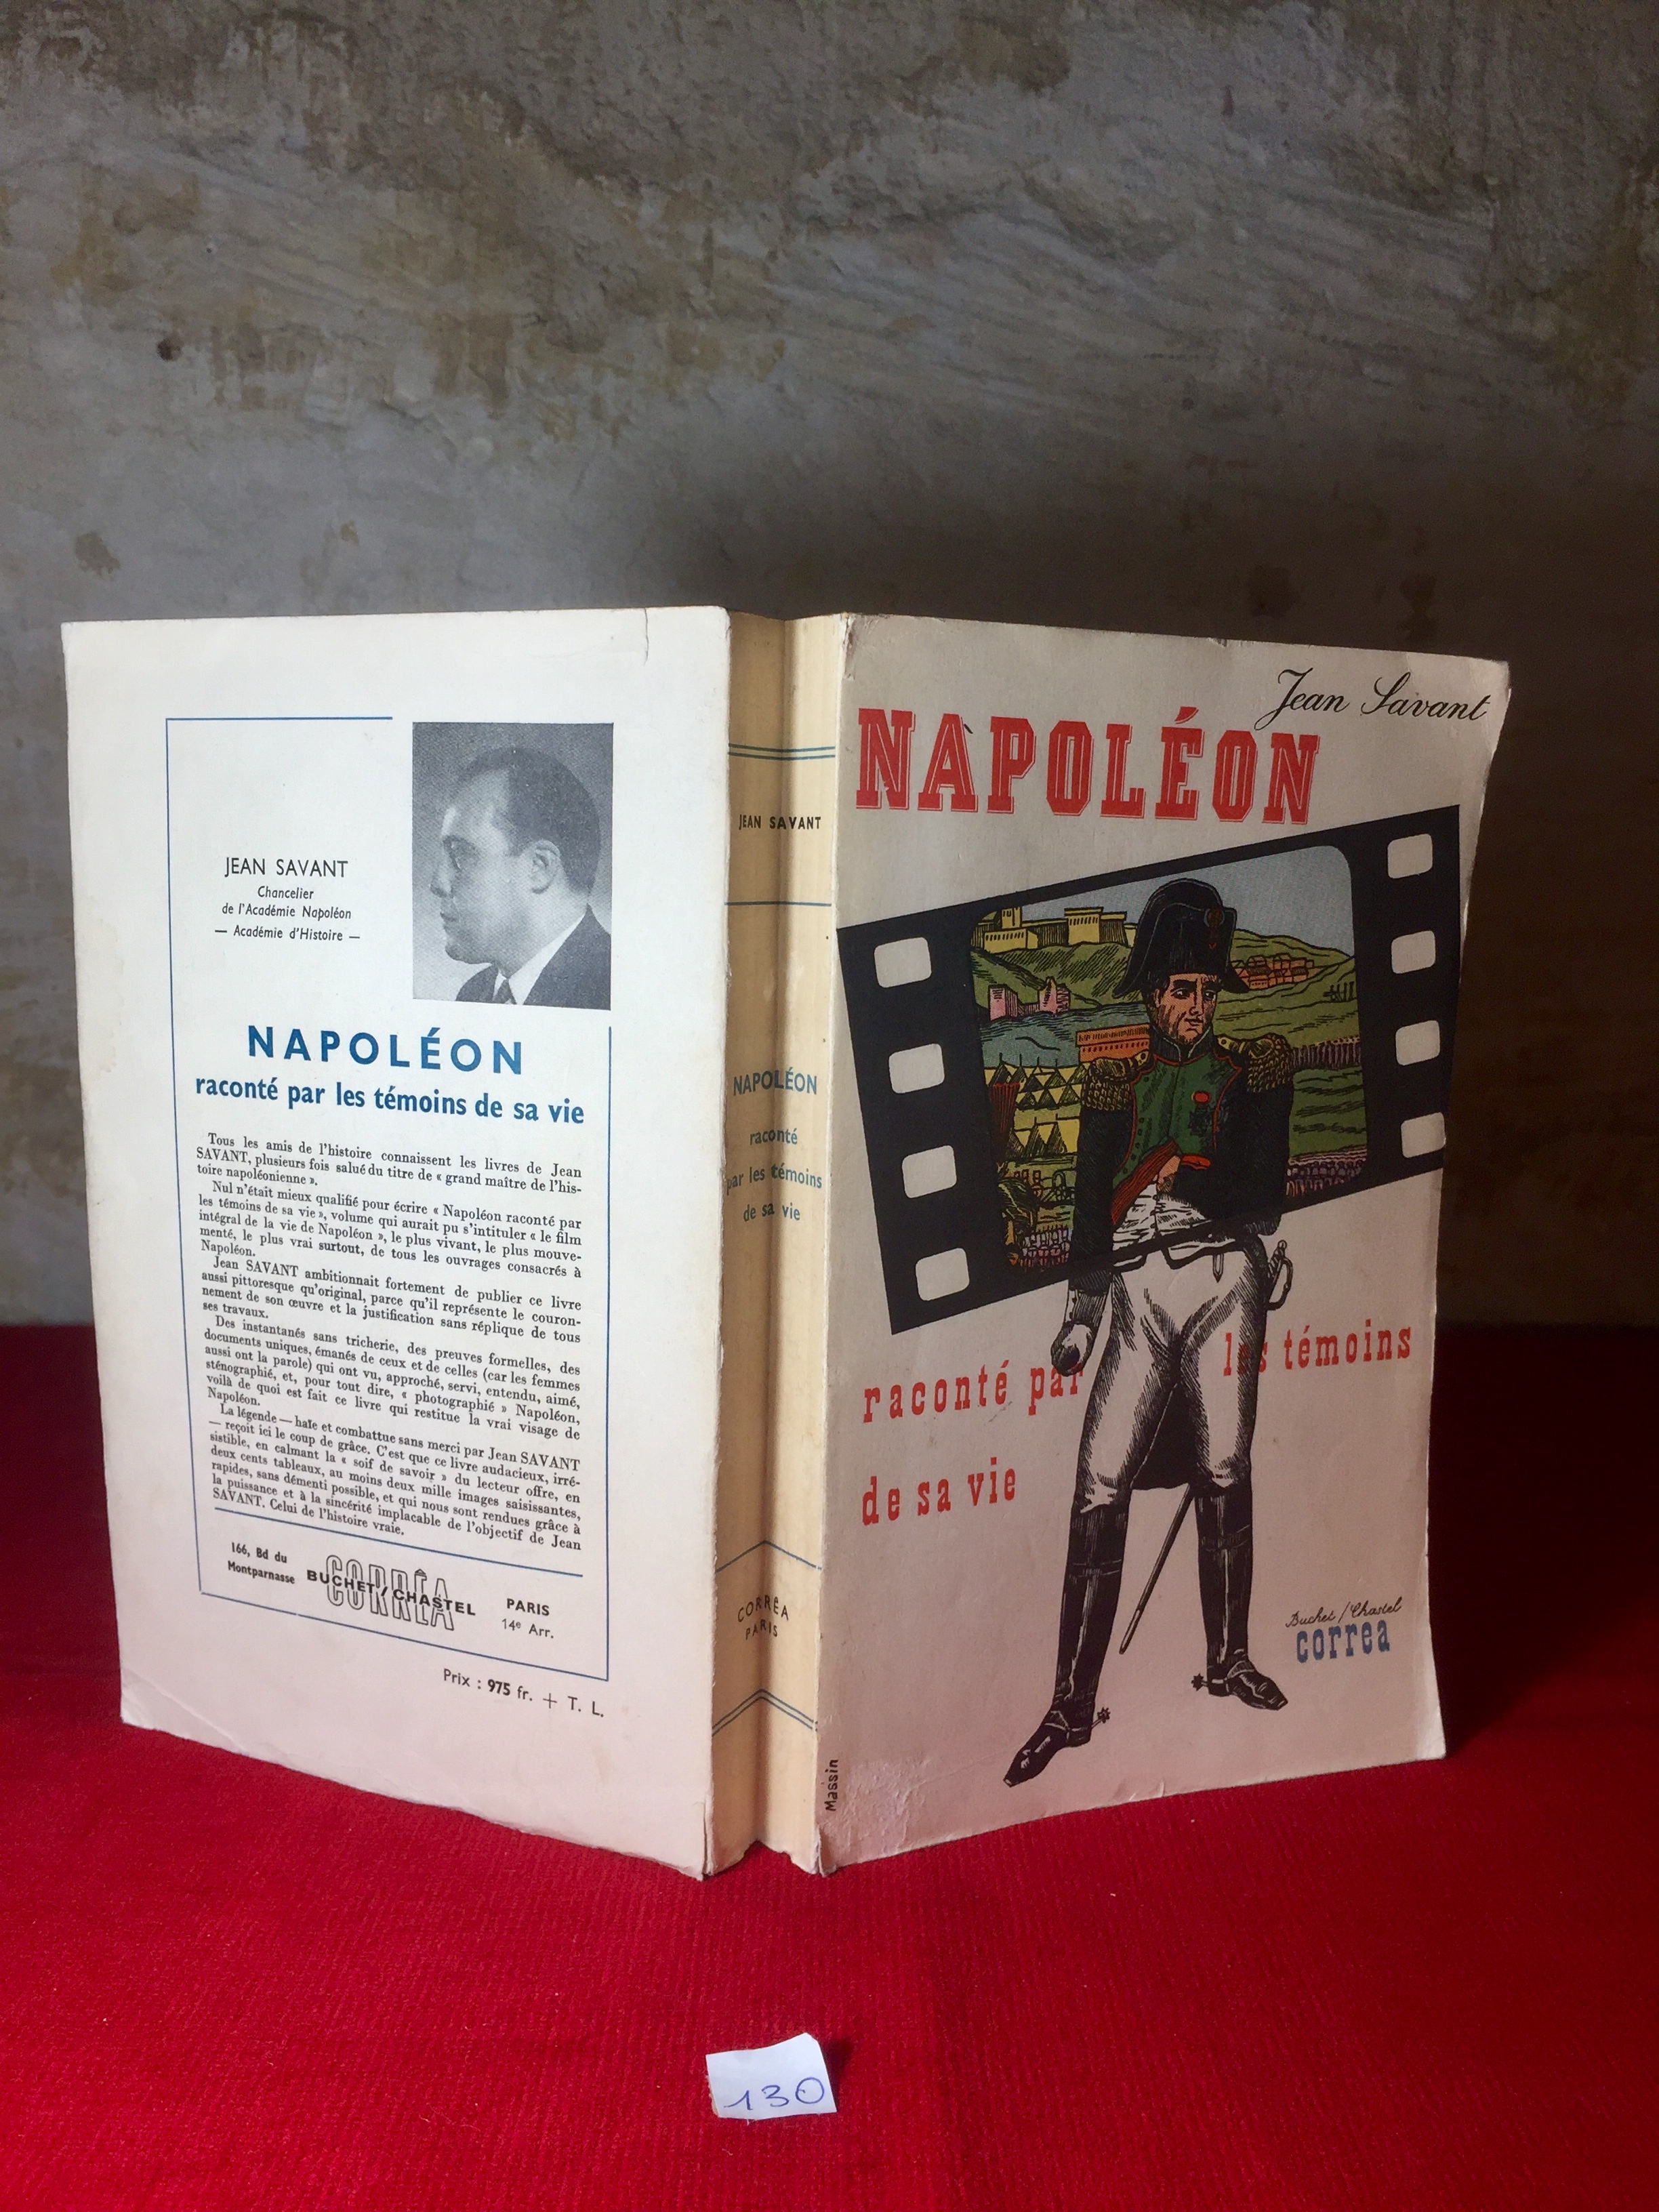 JEAN SAVANT
Chancelier
de l'Académie Napoléon
— Académie d'Histoire —
NAPOLÉON
raconté par les témoins de sa vie
Tous les amis de l'histoire connaissent les livres de Jean
SAVANT, plusieurs fois salué du titre de « grand maître de l'his-
toire napoléonienne ».
Nul n'était mieux qualifié pour écrire « Napoléon raconté par
les témoins de sa vie », volume qui aurait pu s'intituler « le film
intégral de la vie de Napoléon », le plus vivant, le plus mouve-
menté, le plus vrai surtout, de tous les ouvrages consacrés à
Napoléon.
Jean SAVANT ambitionnait fortement de publier ce livre
aussi pittoresque qu'original, parce qu'il représente le couron-
nement de son œuvre et la justification sans réplique de tous
ses travaux.
Des instantanés sans tricherie, des preuves formelles, des
documents uniques, émanés de ceux et de celles (car les femmes
aussi ont la parole) qui ont vu, approché, servi, entendu, aimé,
sténographié, et, pour tout dire, « photographié » Napoléon,
voilà de quoi est fait ce livre qui restitue la vrai visage de
Napoléon.
La légende — haïe et combattue sans merci par Jean SAVANT
— reçoit ici le coup de grâce. C'est que ce livre audacieux, irré-
sistible, en calmant la « soif de savoir » du lecteur offre, en
deux cents tableaux, au moins deux mille images saisissantes,
rapides, sans démenti possible, et qui nous sont rendues grâce à
la puissance et à la sincérité implacable de l'objectif de Jean
SAVANT. Celui de l'histoire vraie.
166, Bd du
Montparnasse
CORRÊA
BUCHET/CHASTEL
PARIS
14e Arr.
Prix : 975 fr. + T. L.
JEAN SAVANT
NAPOLÉON
raconté
par les témoins
de sa vie
CORRÊA
PARIS
Jean Savant
NAPOLÉON
raconté par les témoins
de sa vie
Buchet/Chastel
correa
Massin
130